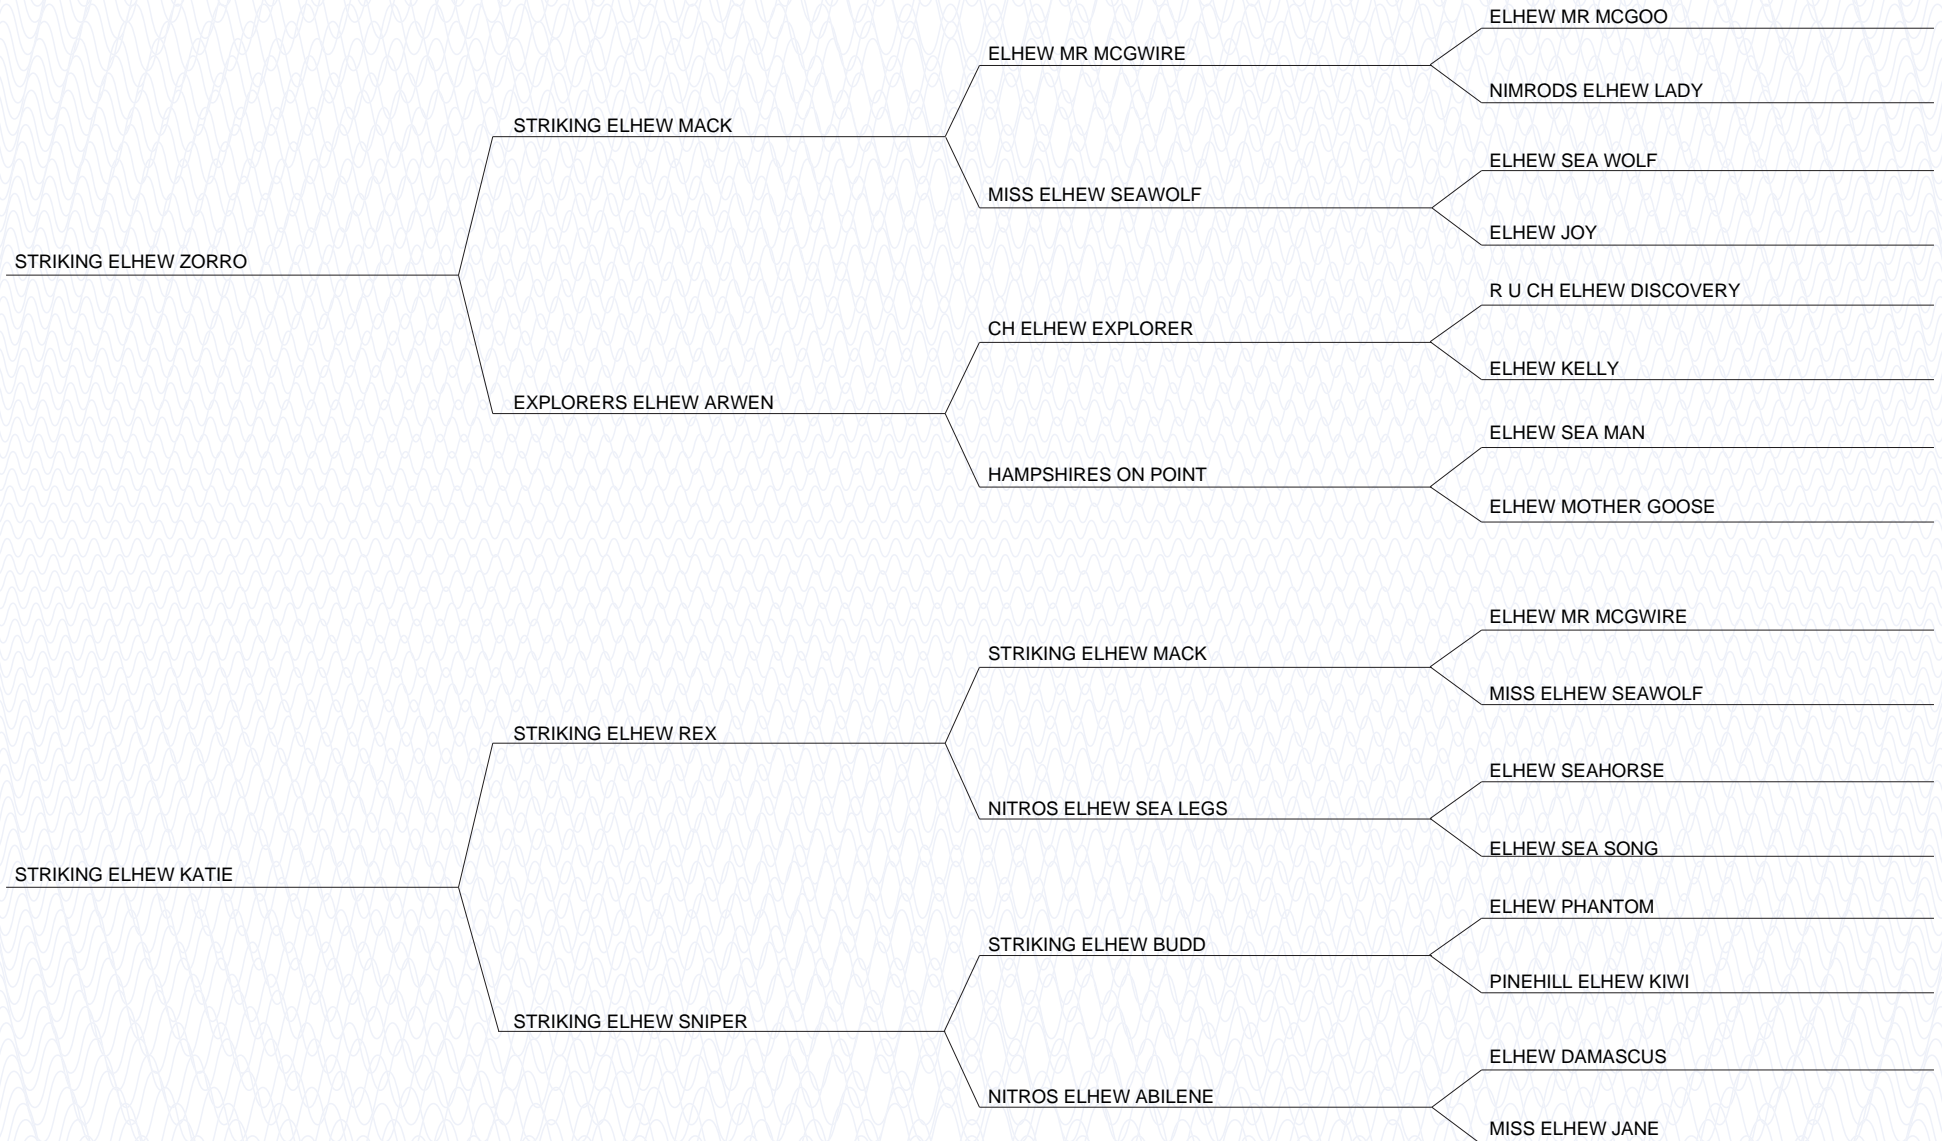 ELHEW MR MCGOO
ELHEW MR MCGWIRE
NIMRODS ELHEW LADY
STRIKING ELHEW MACK
ELHEW SEA WOLF
MISS ELHEW SEAWOLF
ELHEW JOY
STRIKING ELHEW ZORRO
R U CH ELHEW DISCOVERY
CH ELHEW EXPLORER
ELHEW KELLY
EXPLORERS ELHEW ARWEN
ELHEW SEA MAN
HAMPSHIRES ON POINT
ELHEW MOTHER GOOSE
ELHEW MR MCGWIRE
STRIKING ELHEW MACK
MISS ELHEW SEAWOLF
STRIKING ELHEW REX
ELHEW SEAHORSE
NITROS ELHEW SEA LEGS
ELHEW SEA SONG
STRIKING ELHEW KATIE
ELHEW PHANTOM
STRIKING ELHEW BUDD
PINEHILL ELHEW KIWI
STRIKING ELHEW SNIPER
ELHEW DAMASCUS
NITROS ELHEW ABILENE
MISS ELHEW JANE